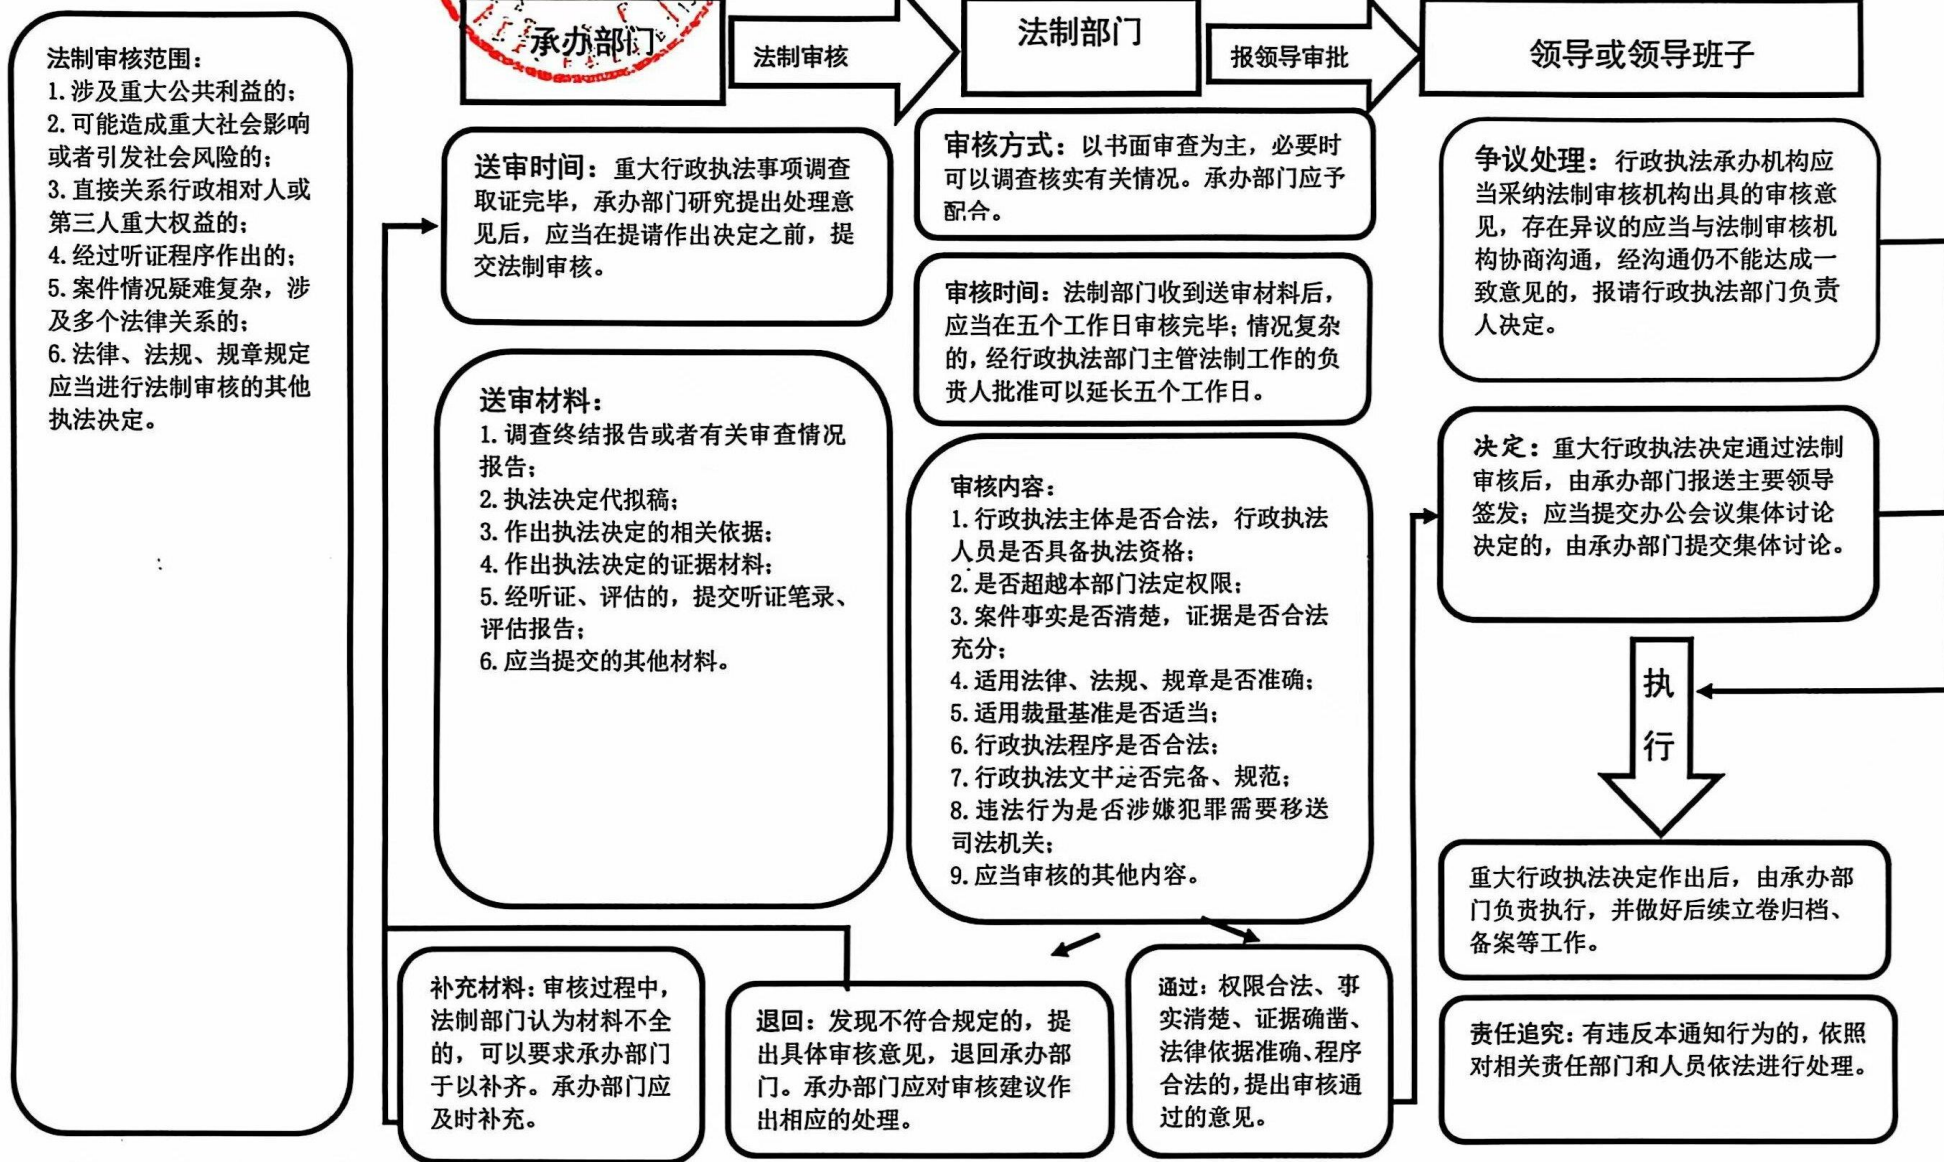 法制审核范围：
1.涉及重大公共利益的；
2.可能造成重大社会影响
或者引发社会风险的；
3.直接关系行政相对人或
第三人重大权益的；
4.经过听证程序作出的；
5.案件情况疑难复杂，涉
及多个法律关系的；
6.法律、法规、规章规定
应当进行法制审核的其他
执法决定。
承办部门
法制审核
法制部门
报领导审批
领导或领导班子
送审时间：重大行政执法事项调查
取证完毕，承办部门研究提出处理意
见后，应当在提请作出决定之前，提
交法制审核。
送审材料：
1.调查终结报告或者有关审查情况
报告；
2.执法决定代拟稿；
3.作出执法决定的相关依据；
4.作出执法决定的证据材料；
5.经听证、评估的，提交听证笔录、
评估报告；
6.应当提交的其他材料。
审核方式：以书面审查为主，必要时
可以调查核实有关情况。承办部门应予
配合。
审核时间：法制部门收到送审材料后，
应当在五个工作日审核完毕；情况复杂
的，经行政执法部门主管法制工作的负
责人批准可以延长五个工作日。
审核内容：
1.行政执法主体是否合法，行政执法
人员是否具备执法资格；
2.是否超越本部门法定权限；
3.案件事实是否清楚，证据是否合法
充分；
4.适用法律、法规、规章是否准确；
5.适用裁量基准是否适当；
6.行政执法程序是否合法；
7.行政执法文书是否完备、规范；
8.违法行为是否涉嫌犯罪需要移送
司法机关；
9.应当审核的其他内容。
争议处理：行政执法承办机构应
当采纳法制审核机构出具的审核意
见，存在异议的应当与法制审核机
构协商沟通，经沟通仍不能达成一
致意见的，报请行政执法部门负责
人决定。
决定：重大行政执法决定通过法制
审核后，由承办部门报送主要领导
签发；应当提交办公会议集体讨论
决定的，由承办部门提交集体讨论。
执
行
重大行政执法决定作出后，由承办部
门负责执行，并做好后续立卷归档、
备案等工作。
责任追究：有违反本通知行为的，依照
对相关责任部门和人员依法进行处理。
补充材料：审核过程中，
法制部门认为材料不全
的，可以要求承办部门
于以补齐。承办部门应
及时补充。
退回：发现不符合规定的，提
出具体审核意见，退回承办部
门。承办部门应对审核建议作
出相应的处理。
通过：权限合法、事
实清楚、证据确凿、
法律依据准确、程序
合法的，提出审核通
过的意见。